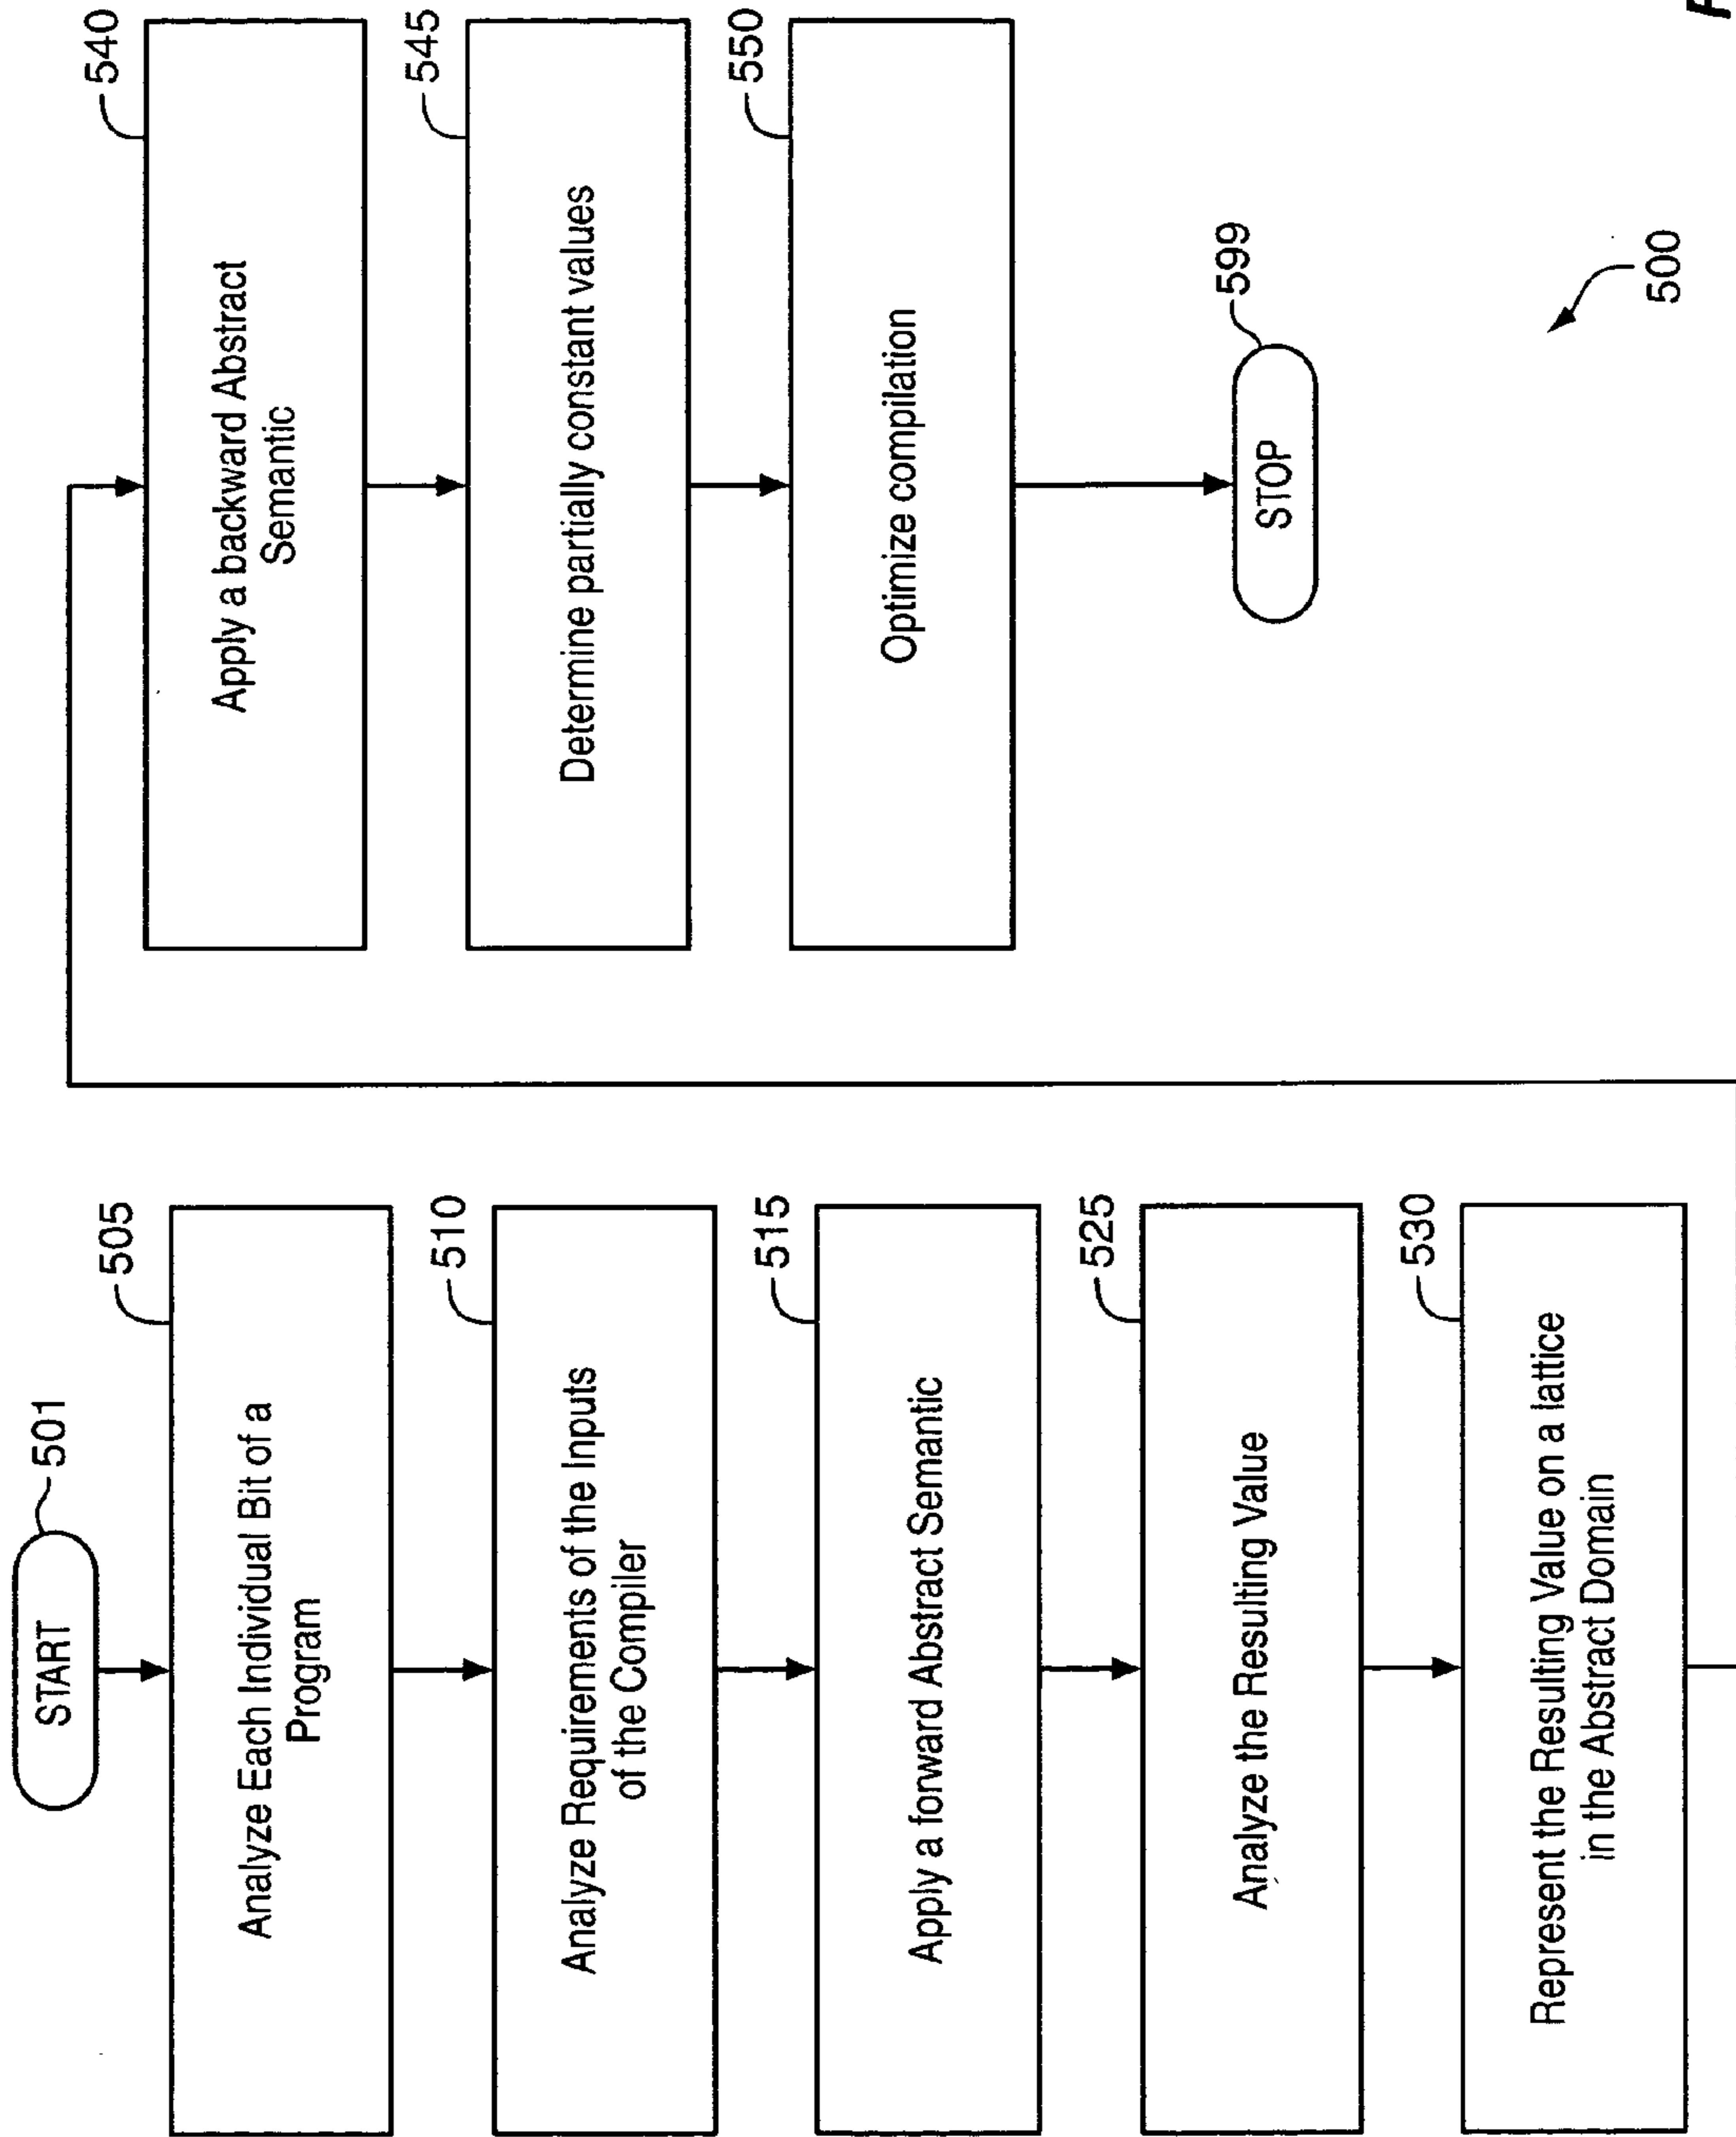 START
501
505
Analyze Each Individual Bit of a
Program
510
Analyze Requirements of the Inputs
of the Compiler
515
Apply a forward Abstract Semantic
525
Analyze the Resulting Value
530
Represent the Resulting Value on a lattice
in the Abstract Domain
540
Apply a backward Abstract
Semantic
545
Determine partially constant values
550
Optimize compilation
599
STOP
500